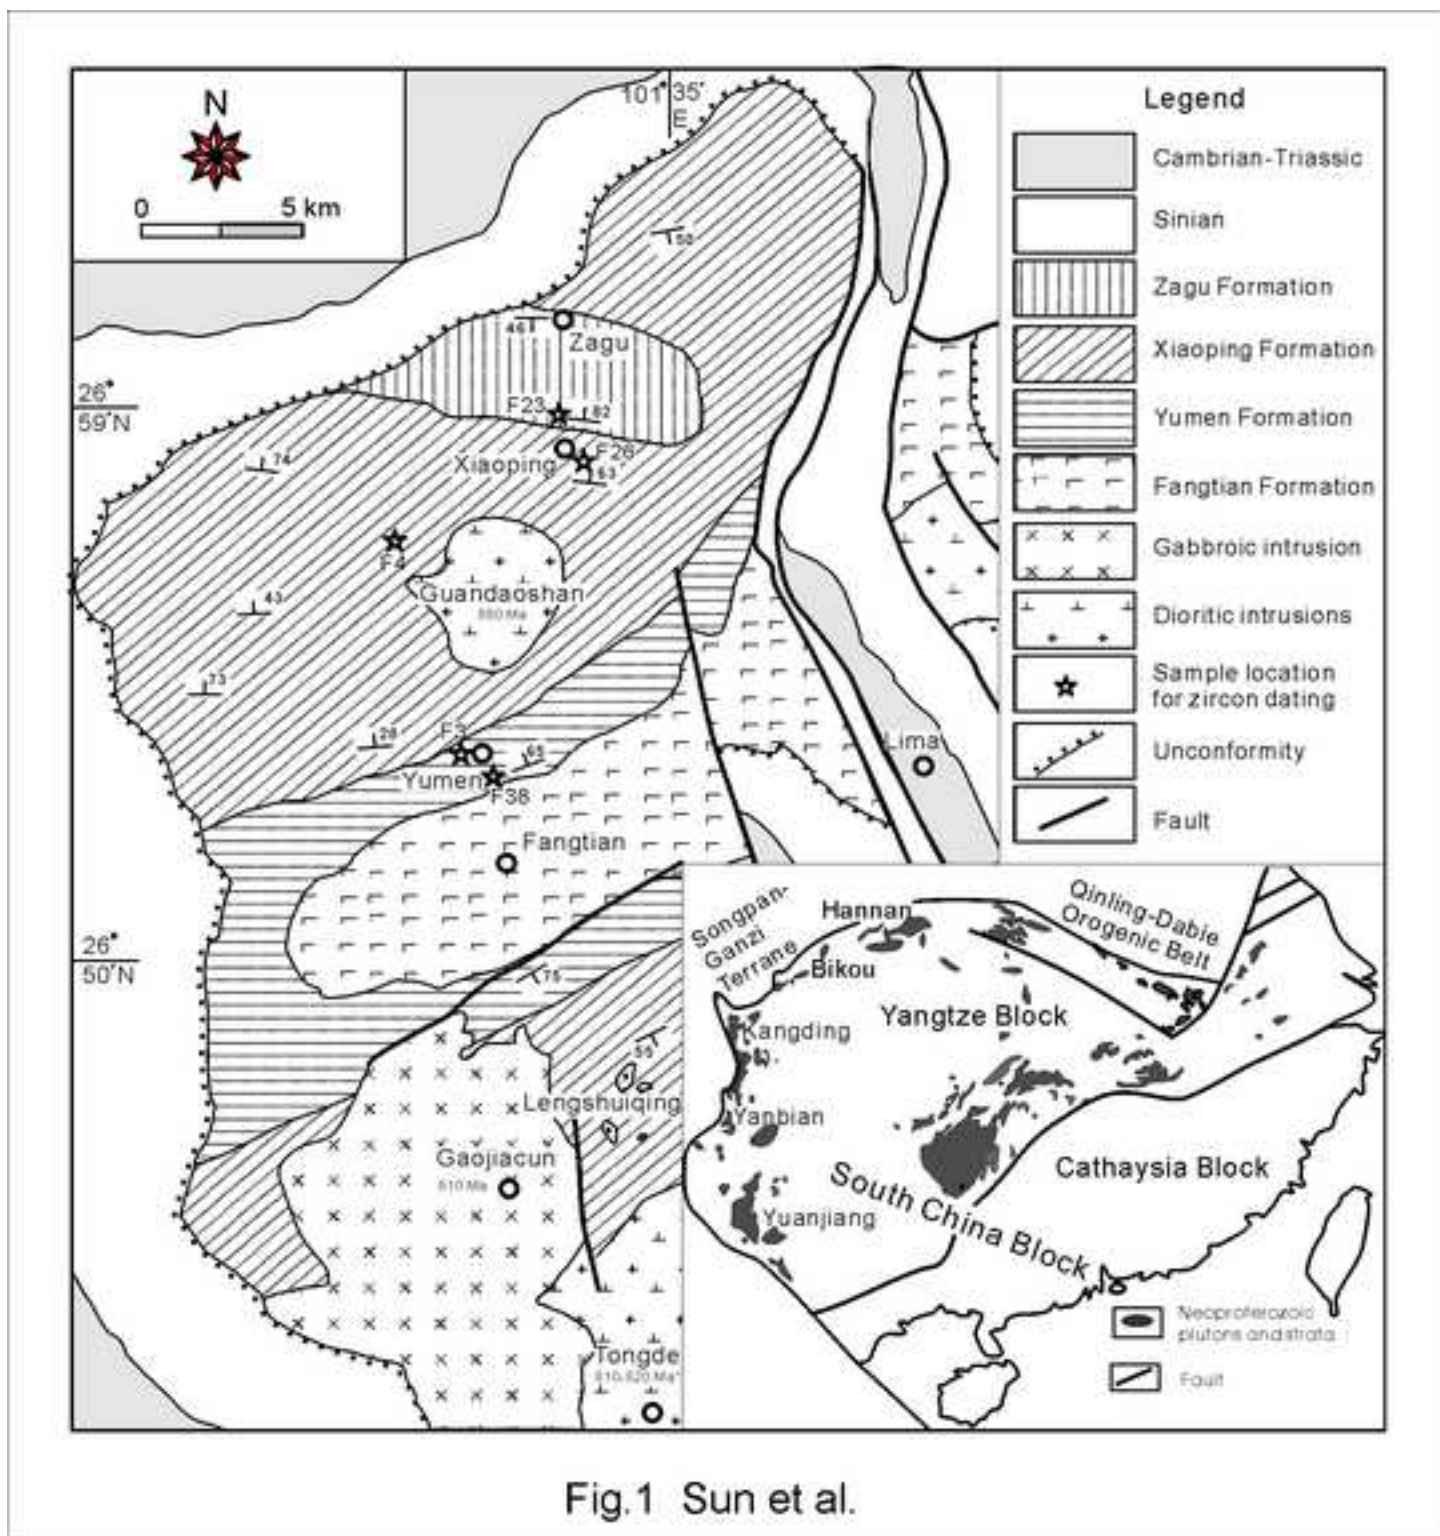 N
0 5 km
101° 35'
E
50
46
Zagu
26°
59'N
F23
82
Xiaoping
F26
63
74
F4
Guandaoshan
43
73
28
F3
65
Yumen
F38
Fangtian
Lima
26°
50'N
75
55
Lengshuiqing
Gaojiacun
Tongde
Legend
Cambrian-Triassic
Sinian
Zagu Formation
Xiaoping Formation
Yumen Formation
Fangtian Formation
Gabbroic intrusion
Dioritic intrusions
Sample location
for zircon dating
Unconformity
Fault
Songpan-
Ganzi
Terrane
Hannan
Bikou
Qinling-Dabie
Orogenic Belt
Yangtze Block
Kangding
Yanbian
Yuanjiang
South China Block
Cathaysia Block
Neoproterozoic
plutons and strata
Fault
Fig.1 Sun et al.